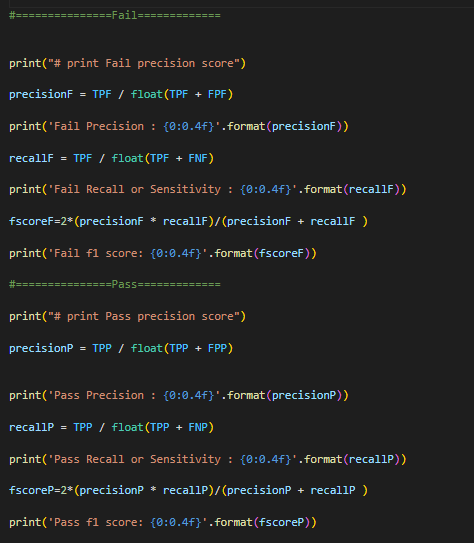 #===============Fail=============
print("# print Fail precision score")
precisionF = TPF / float(TPF + FPF)
print('Fail Precision : {0:0.4f}'.format(precisionF))
recallF = TPF / float(TPF + FNF)
print('Fail Recall or Sensitivity : {0:0.4f}'.format(recallF))
fscoreF=2*(precisionF * recallF)/(precisionF + recallF )
print('Fail f1 score: {0:0.4f}'.format(fscoreF))
#===============Pass=============
print("# print Pass precision score")
precisionP = TPP / float(TPP + FPP)
print('Pass Precision : {0:0.4f}'.format(precisionP))
recallP = TPP / float(TPP + FNP)
print('Pass Recall or Sensitivity : {0:0.4f}'.format(recallP))
fscoreP=2*(precisionP * recallP)/(precisionP + recallP )
print('Pass f1 score: {0:0.4f}'.format(fscoreP))